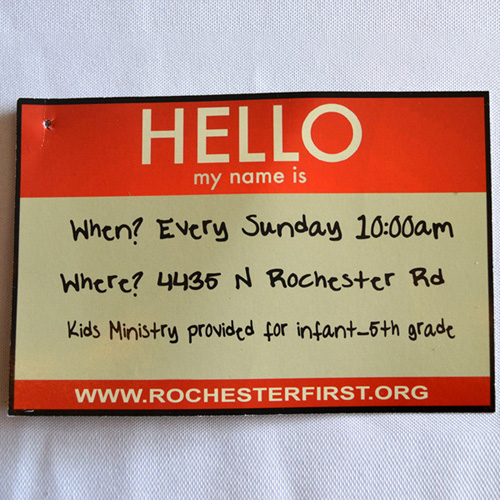 HELLO
my name is
When? Every Sunday 10:00am
Where? 4435 N Rochester Rd
Kids Ministry provided for infant-5th grade
WWW.ROCHESTERFIRST.ORG